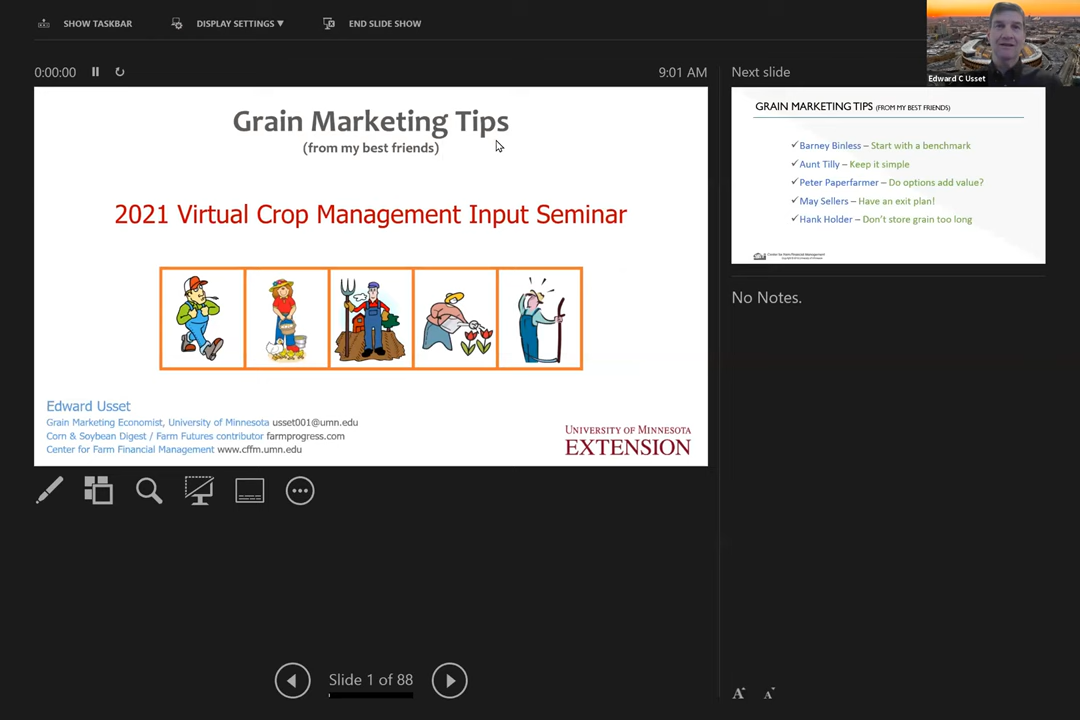 SHOW TASKBAR
DISPLAY SETTINGS ▼
END SLIDE SHOW
Edward C Usset
0:00:00
9:01 AM
Grain Marketing Tips
(from my best friends)
2021 Virtual Crop Management Input Seminar
Edward Usset
Grain Marketing Economist, University of Minnesota usset001@umn.edu
Corn & Soybean Digest / Farm Futures contributor farmprogress.com
Center for Farm Financial Management www.cffm.umn.edu
UNIVERSITY OF MINNESOTA
EXTENSION
Next slide
GRAIN MARKETING TIPS (FROM MY BEST FRIENDS)
✓Barney Binless – Start with a benchmark
✓Aunt Tilly – Keep it simple
✓Peter Paperfarmer – Do options add value?
✓May Sellers – Have an exit plan!
✓Hank Holder – Don't store grain too long
Center for Farm Financial Management
No Notes.
Slide 1 of 88
A A